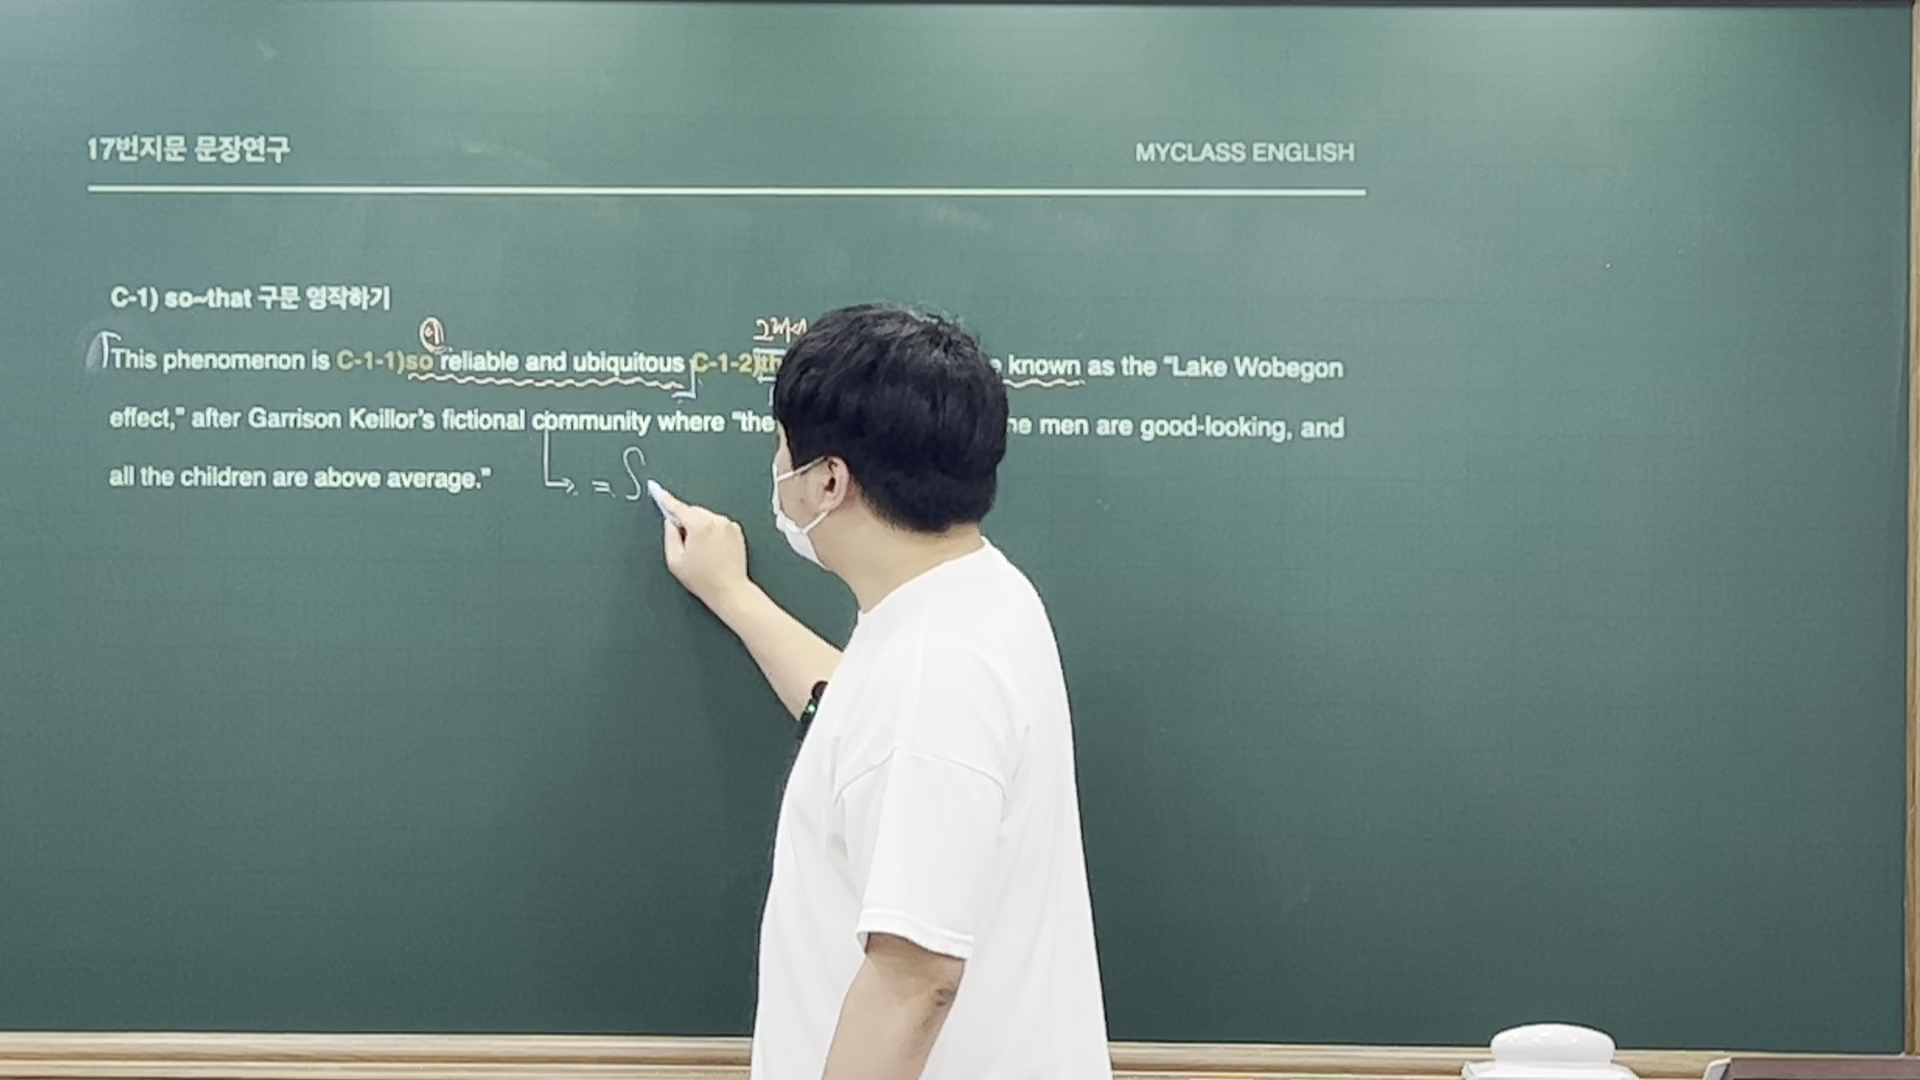 17번지문 문장연구 MYCLASS ENGLISH
C-1) so~that 구문 영작하기
This phenomenon is C-1-1)so reliable and ubiquitous C-1-2)th known as the “Lake Wobegon
effect,” after Garrison Keillor’s fictional community where “the men are good-looking, and
all the children are above average.”
= S